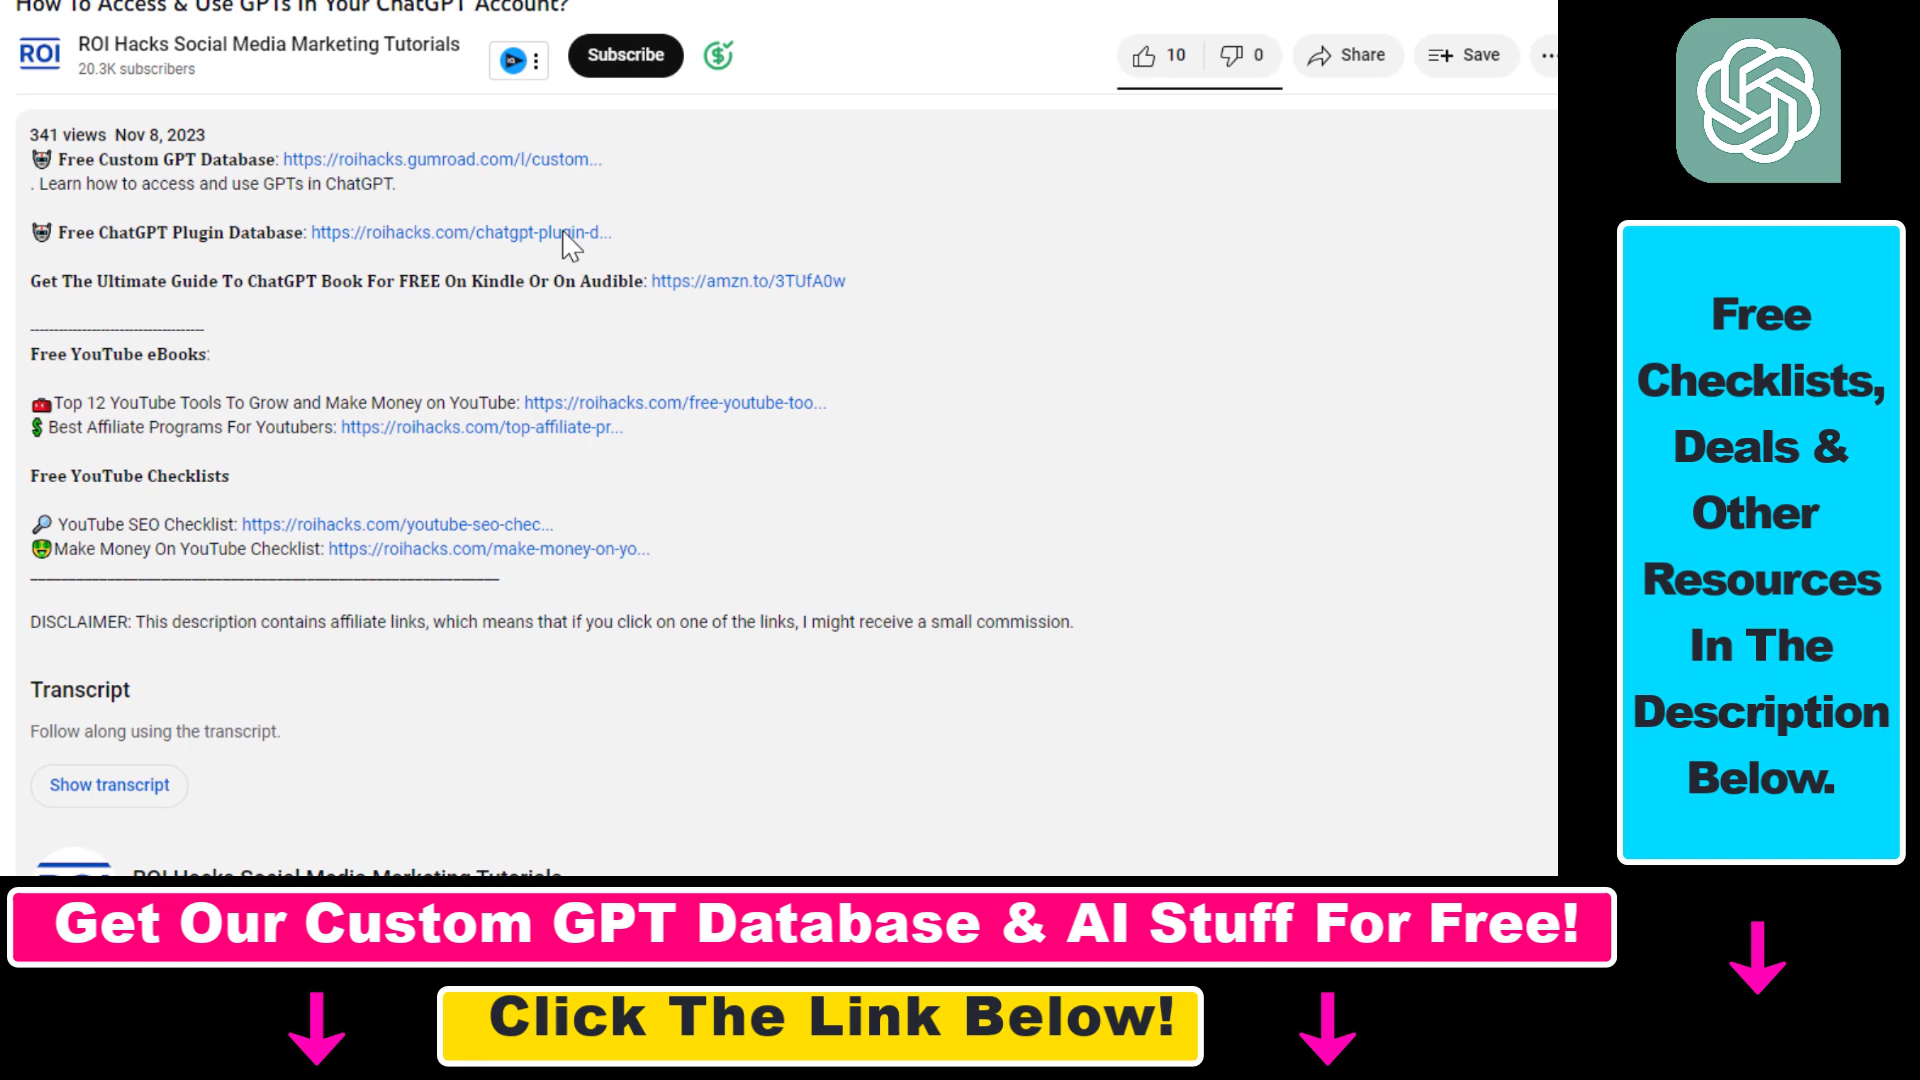 How To Access & Use GPTs In Your ChatGPT Account?
ROI
ROI Hacks Social Media Marketing Tutorials
20.3K subscribers
Subscribe
10
0
Share
Save
341 views Nov 8, 2023
Free Custom GPT Database: https://roihacks.gumroad.com/l/custom...
. Learn how to access and use GPTs in ChatGPT.
Free ChatGPT Plugin Database: https://roihacks.com/chatgpt-plugin-d...
Get The Ultimate Guide To ChatGPT Book For FREE On Kindle Or On Audible: https://amzn.to/3TUfA0w
Free YouTube eBooks:
Top 12 YouTube Tools To Grow and Make Money on YouTube: https://roihacks.com/free-youtube-too...
Best Affiliate Programs For Youtubers: https://roihacks.com/top-affiliate-pr...
Free YouTube Checklists
YouTube SEO Checklist: https://roihacks.com/youtube-seo-chec...
Make Money On YouTube Checklist: https://roihacks.com/make-money-on-yo...
DISCLAIMER: This description contains affiliate links, which means that if you click on one of the links, I might receive a small commission.
Transcript
Follow along using the transcript.
Show transcript
ROI Hacks Social Media Marketing Tutorials
Free
Checklists,
Deals &
Other
Resources
In The
Description
Below.
Get Our Custom GPT Database & AI Stuff For Free!
Click The Link Below!